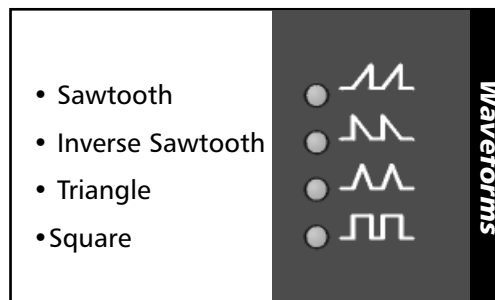 • Sawtooth
• Inverse Sawtooth
• Triangle
•Square
Waveforms